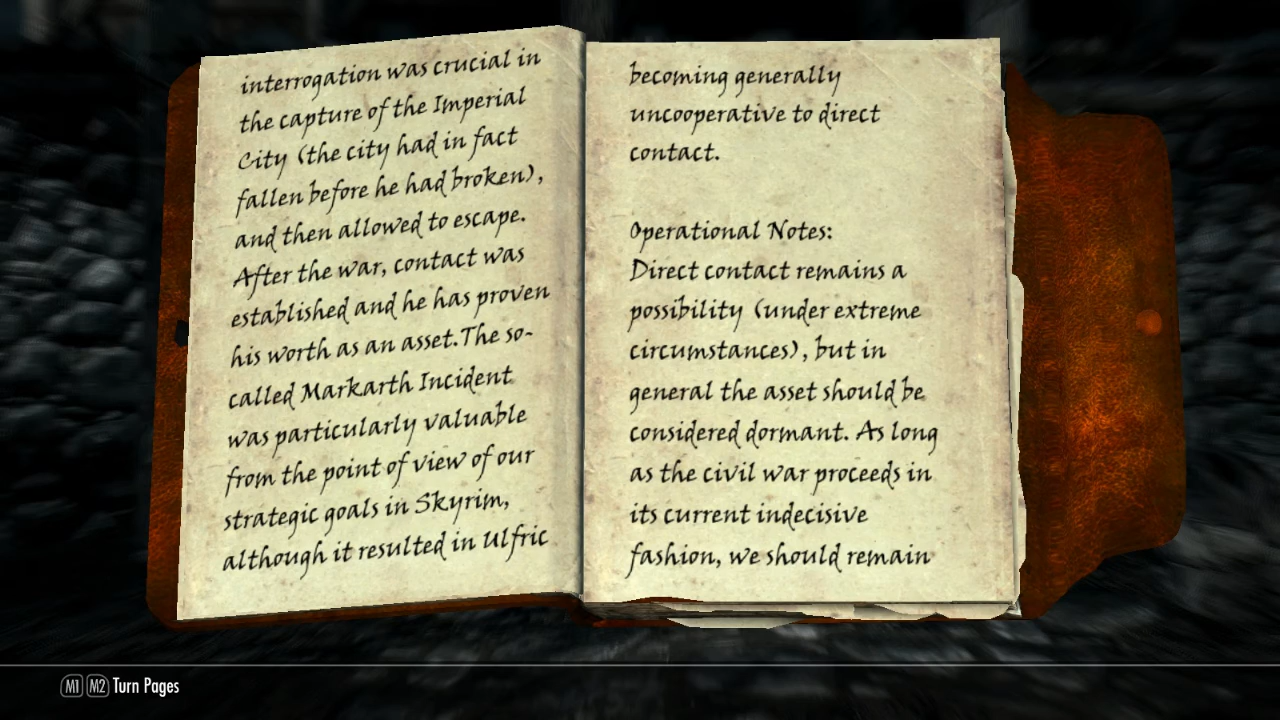 interrogation was crucial in
the capture of the Imperial
City (the city had in fact
fallen before he had broken),
and then allowed to escape.
After the war, contact was
established and he has proven
his worth as an asset.The so-
called Markarth Incident
was particularly valuable
from the point of view of our
strategic goals in Skyrim,
although it resulted in Ulfric
becoming generally
uncooperative to direct
contact.
Operational Notes:
Direct contact remains a
possibility (under extreme
circumstances), but in
general the asset should be
considered dormant. As long
as the civil war proceeds in
its current indecisive
fashion, we should remain
M1 M2 Turn Pages